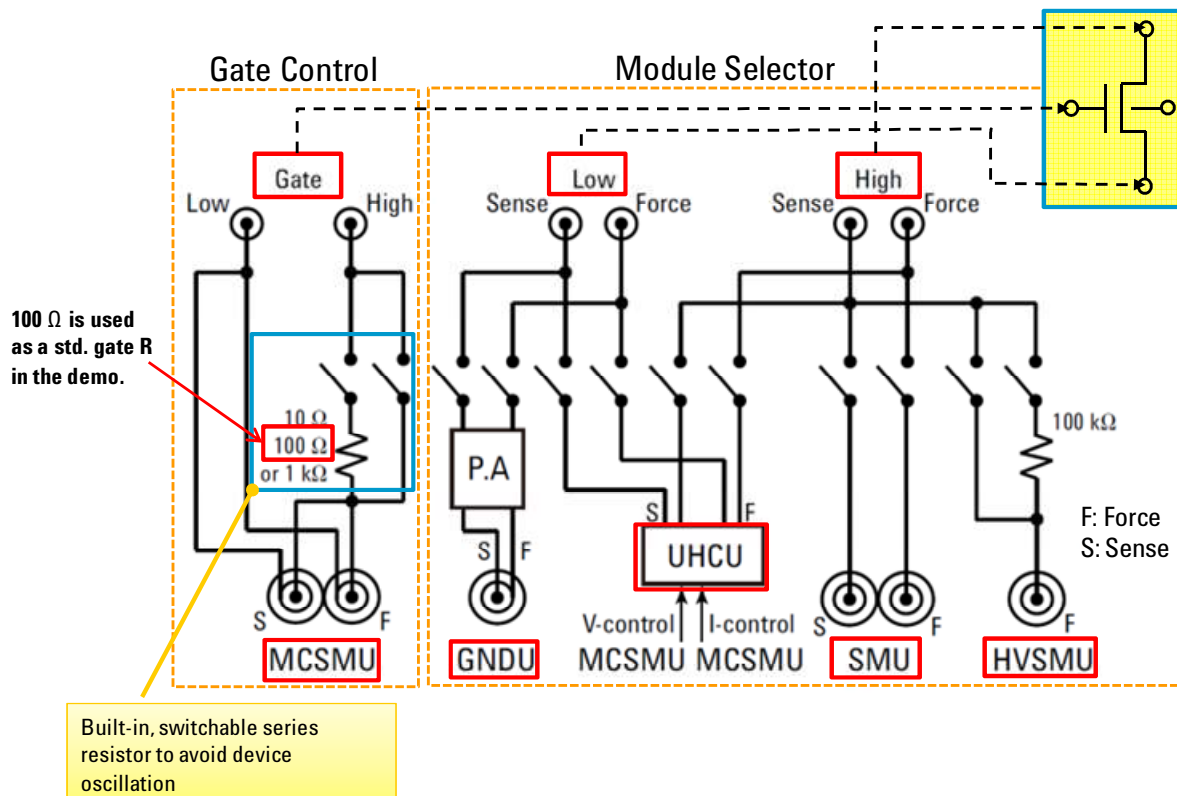 Gate Control
Module Selector
Gate
Low
High
Low
Sense
Force
High
Sense
Force
100 Ω is used
as a std. gate R
in the demo.
10 Ω
100 Ω
or 1 kΩ
P.A
100 kΩ
S
F
S
F
UHCU
F: Force
S: Sense
S
F
V-control
I-control
S
F
F
MCSMU
GNDU
MCSMU
MCSMU
SMU
HVSMU
Built-in, switchable series
resistor to avoid device
oscillation